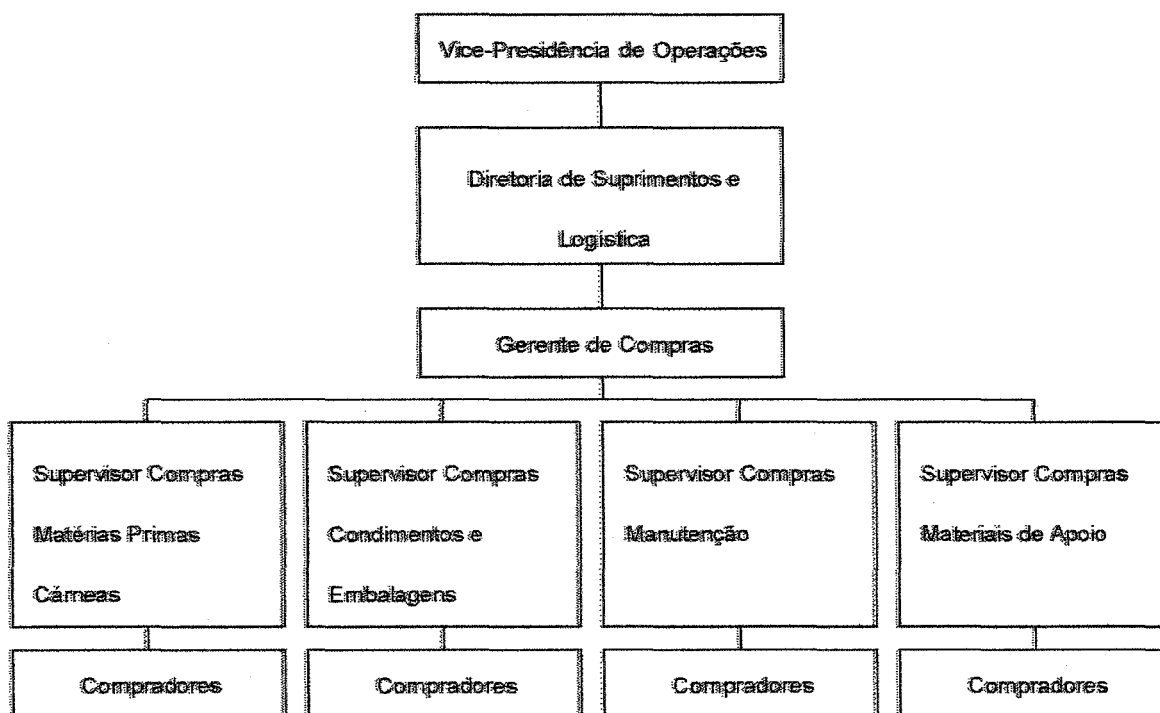 Vice-Presidência de Operações
Diretoria de Suprimentos e
Logística
Gerente de Compras
Supervisor Compras
Matérias Primas
Cárneas
Supervisor Compras
Condimentos e
Embalagens
Supervisor Compras
Manutenção
Supervisor Compras
Materiais de Apoio
Compradores
Compradores
Compradores
Compradores